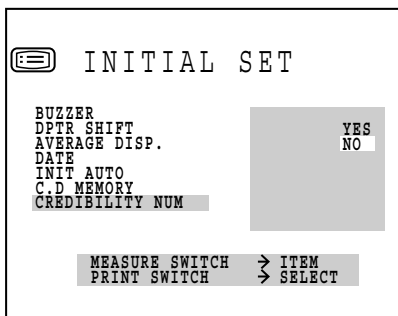 INITIAL SET
BUZZER
DPTR SHIFT
AVERAGE DISP.
DATE
INIT AUTO
C.D MEMORY
CREDIBILITY NUM
YES
NO
MEASURE SWITCH → ITEM
PRINT SWITCH → SELECT